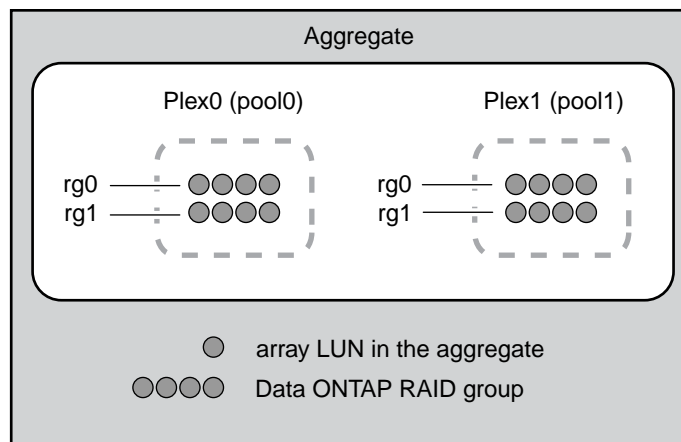 Aggregate
Plex0 (pool0) Plex1 (pool1)
rg0 rg0
rg1 rg1
array LUN in the aggregate
Data ONTAP RAID group